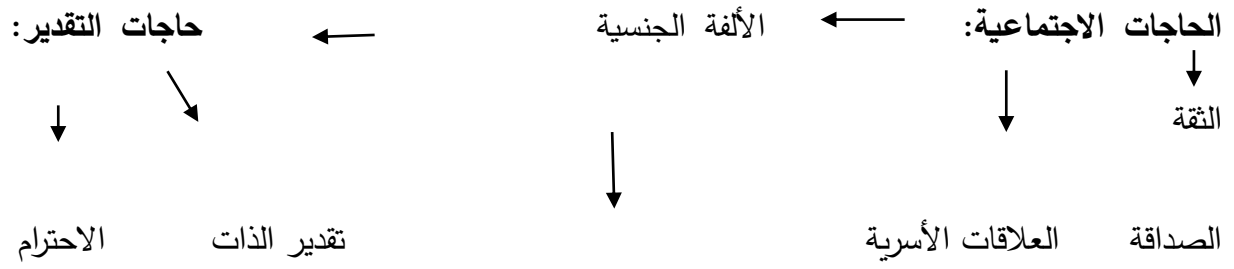 الحاجات الاجتماعية: الألفة الجنسية حاجات التقدير:
الثقة
الصداقة العلاقات الأسرية تقدير الذات الاحترام